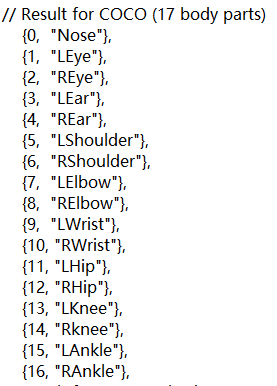 // Result for COCO (17 body parts)
{0,  "Nose"},
{1,  "LEye"},
{2,  "REye"},
{3,  "LEar"},
{4,  "REar"},
{5,  "LShoulder"},
{6,  "RShoulder"},
{7,  "LElbow"},
{8,  "RElbow"},
{9,  "LWrist"},
{10, "RWrist"},
{11, "LHip"},
{12, "RHip"},
{13, "LKnee"},
{14, "Rknee"},
{15, "LAnkle"},
{16, "RAnkle"},